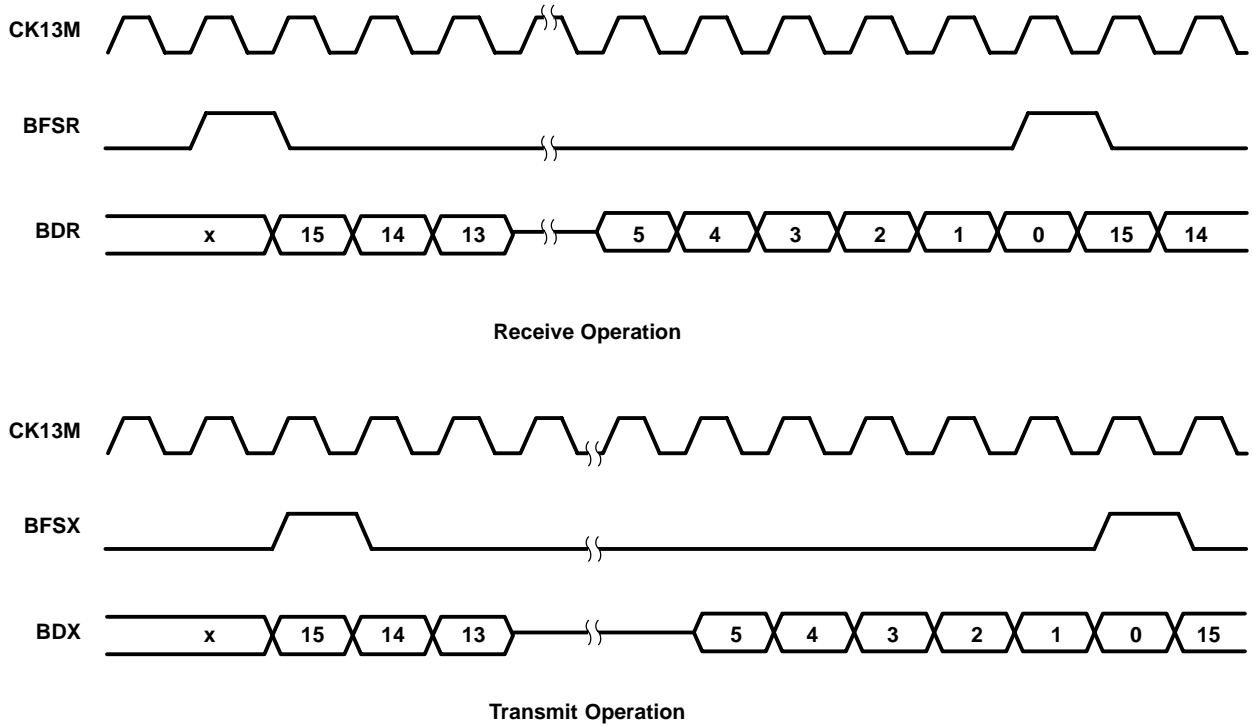 CK13M
BFSR
BDR x 15 14 13 5 4 3 2 1 0 15 14
Receive Operation
CK13M
BFSX
BDX x 15 14 13 5 4 3 2 1 0 15
Transmit Operation